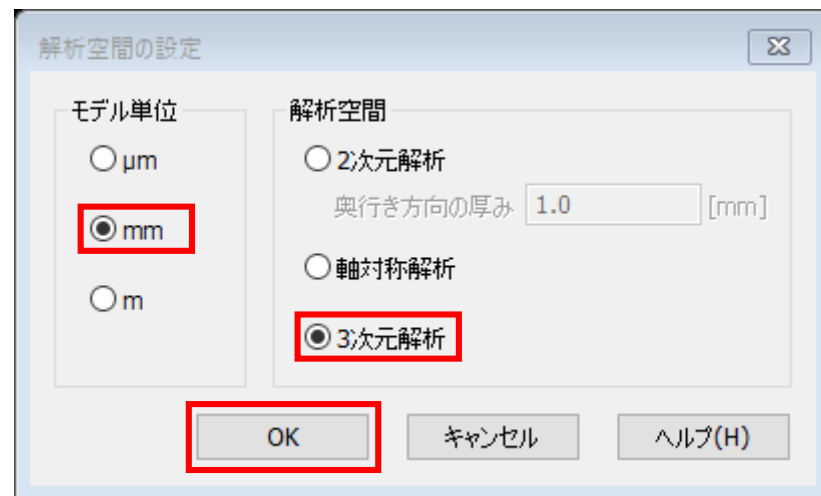 解析空間の設定
モデル単位
μm
mm
m
解析空間
2次元解析
奥行き方向の厚み 1.0 [mm]
軸対称解析
3次元解析
OK キャンセル ヘルプ(H)